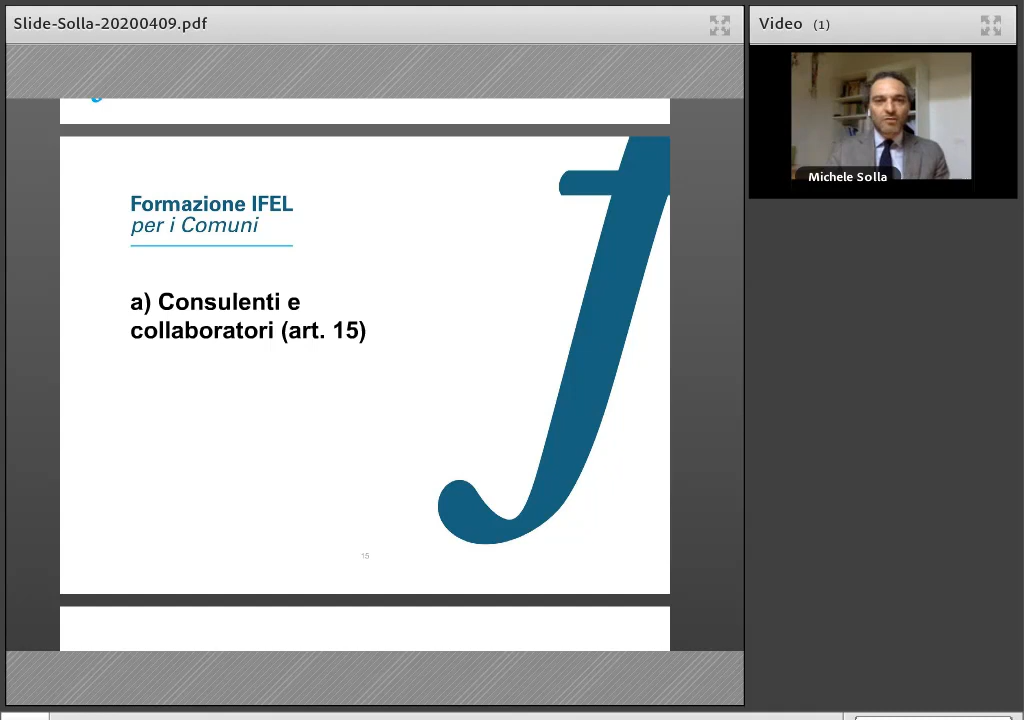 Slide-Solla-20200409.pdf
Video (1)
Michele Solla
Formazione IFEL
per i Comuni
a) Consulenti e
collaboratori (art. 15)
15